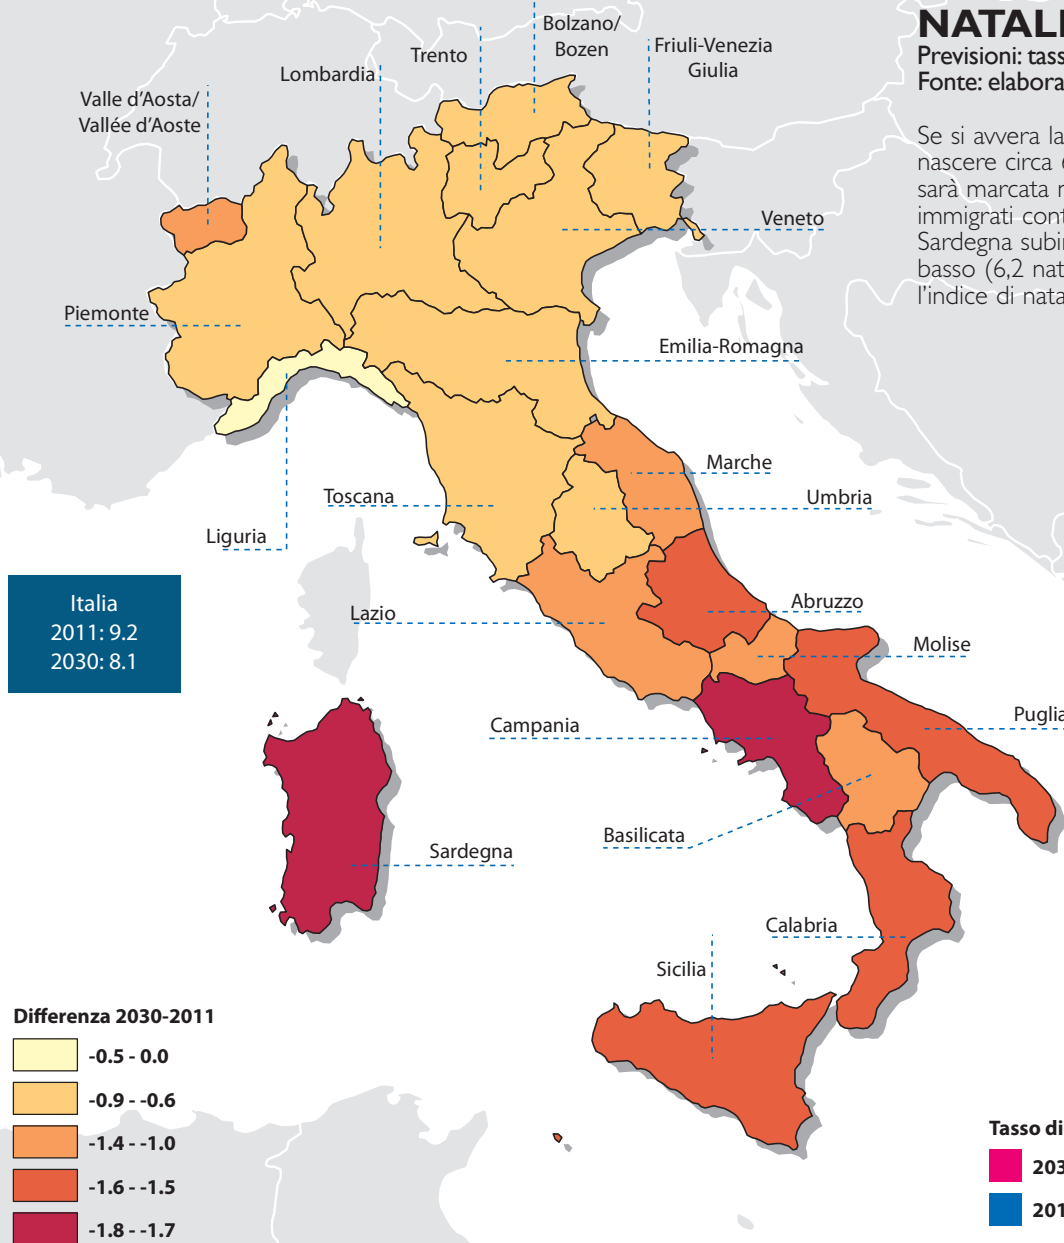 NATALI
Previsioni: tass
Fonte: elabora
Se si avvera la
nascere circa
sarà marcata
immigrati cont
Sardegna subi
basso (6,2 nat
l'indice di nata
Bolzano/
Bozen
Trento
Friuli-Venezia
Giulia
Lombardia
Valle d'Aosta/
Vallée d'Aoste
Veneto
Piemonte
Emilia-Romagna
Marche
Toscana
Umbria
Liguria
Italia
2011: 9.2
2030: 8.1
Lazio
Abruzzo
Molise
Campania
Puglia
Basilicata
Sardegna
Calabria
Sicilia
Differenza 2030-2011
-0.5 - 0.0
-0.9 - -0.6
-1.4 - -1.0
-1.6 - -1.5
-1.8 - -1.7
Tasso di
203
201